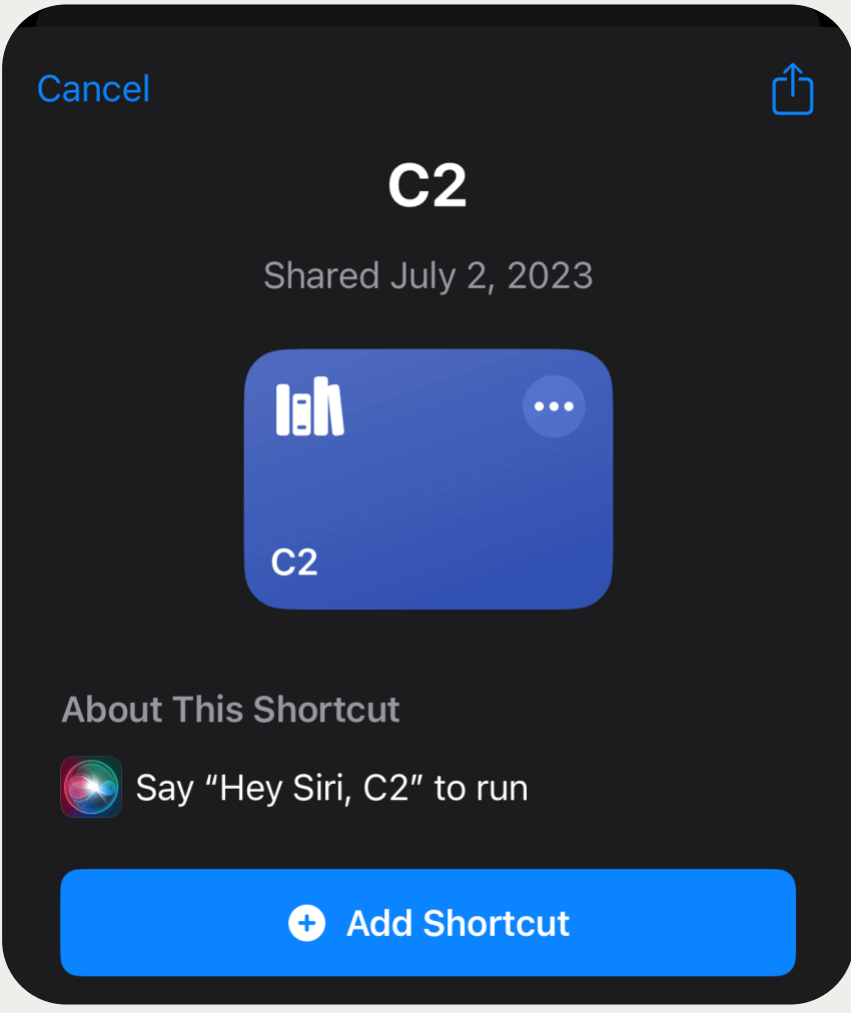 Cancel
C2
Shared July 2, 2023
C2
About This Shortcut
Say “Hey Siri, C2” to run
Add Shortcut